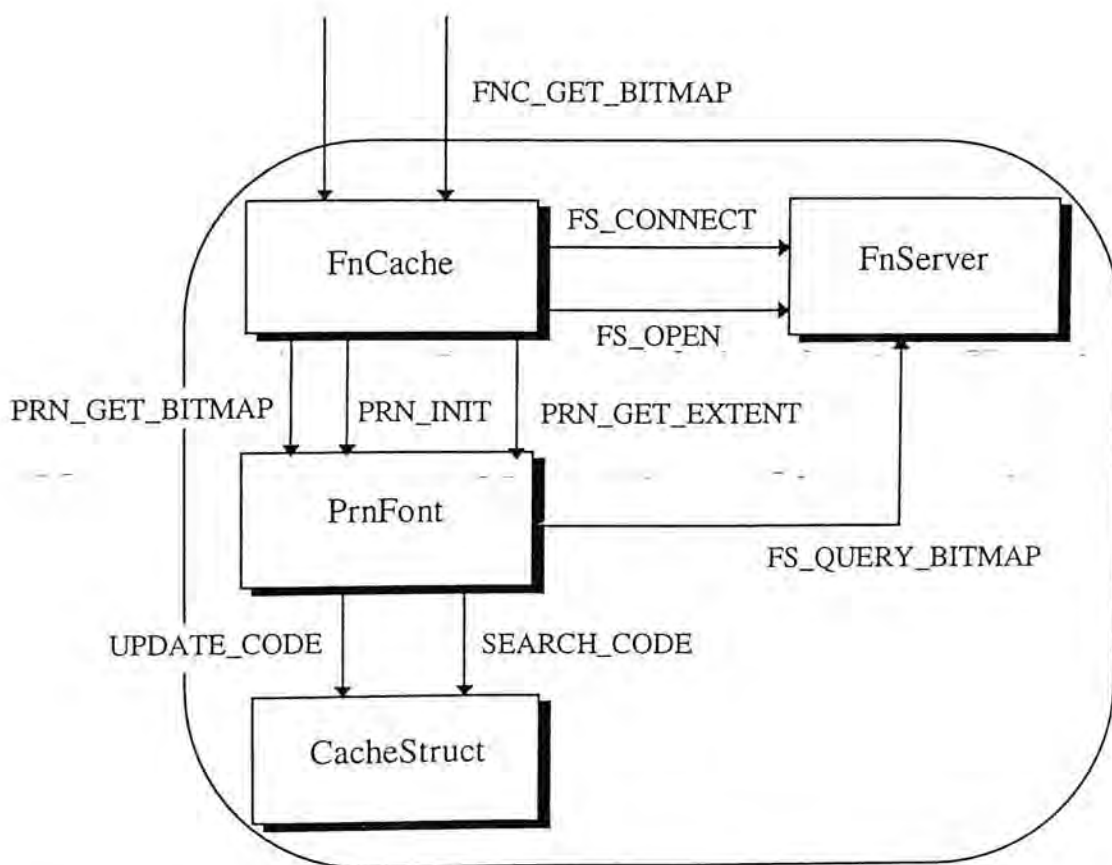 FNC_GET_BITMAP
FnCache
FS_CONNECT
FnServer
FS_OPEN
PRN_GET_BITMAP
PRN_INIT
PRN_GET_EXTENT
PrnFont
FS_QUERY_BITMAP
UPDATE_CODE
SEARCH_CODE
CacheStruct